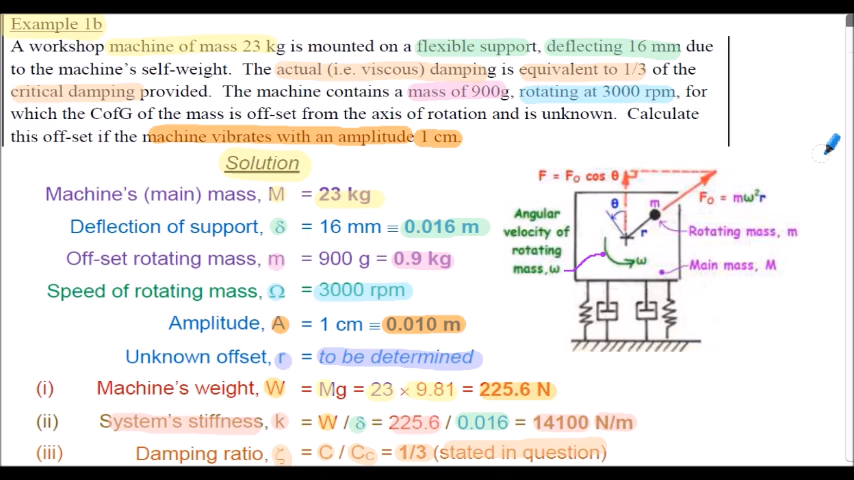 Example 1b
A workshop machine of mass 23 kg is mounted on a flexible support, deflecting 16 mm due
to the machine's self-weight. The actual (i.e. viscous) damping is equivalent to 1/3 of the
critical damping provided. The machine contains a mass of 900g, rotating at 3000 rpm, for
which the CofG of the mass is off-set from the axis of rotation and is unknown. Calculate
this off-set if the machine vibrates with an amplitude 1 cm.
Solution
Machine's (main) mass, M = 23 kg
Deflection of support, δ = 16 mm ≡ 0.016 m
Off-set rotating mass, m = 900 g ≡ 0.9 kg
Speed of rotating mass, Ω = 3000 rpm
Amplitude, A = 1 cm ≡ 0.010 m
Unknown offset, r = to be determined
(i) Machine's weight, W = Mg = 23 × 9.81 = 225.6 N
(ii) System's stiffness, k = W / δ = 225.6 / 0.016 = 14100 N/m
(iii) Damping ratio, ζ = C / Cc = 1/3 (stated in question)
F = Fo cos θ
Fo = mω²r
θ
m
r
Angular
velocity of
rotating
mass, ω
ω
Rotating mass, m
Main mass, M